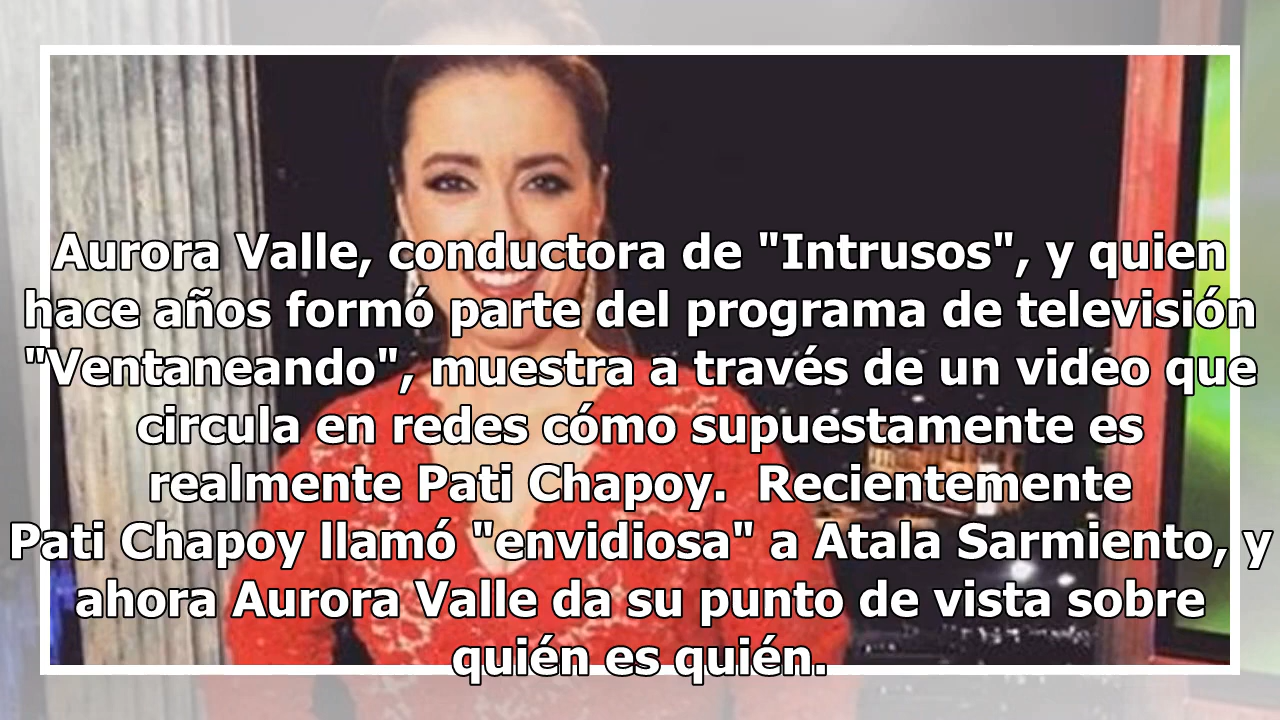 Aurora Valle, conductora de "Intrusos", y quien
hace años formó parte del programa de televisión
"Ventaneando", muestra a través de un video que
circula en redes cómo supuestamente es
realmente Pati Chapoy.  Recientemente
Pati Chapoy llamó "envidiosa" a Atala Sarmiento, y
ahora Aurora Valle da su punto de vista sobre
quién es quién.